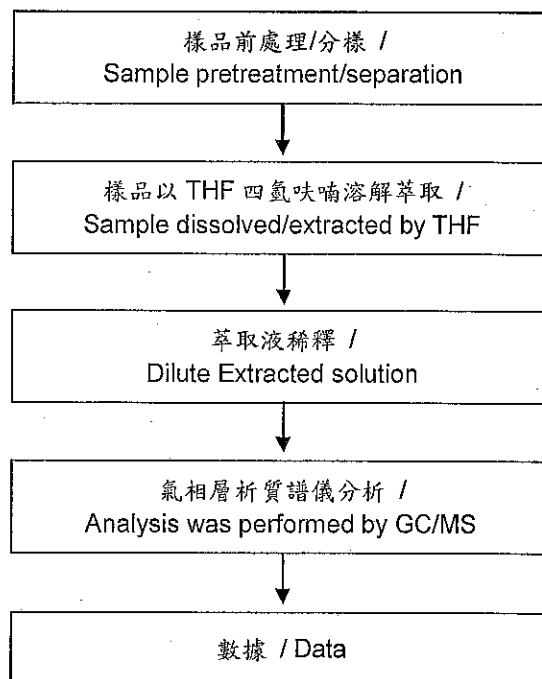 樣品前處理/分樣 /
Sample pretreatment/separation
樣品以 THF 四氫呋喃溶解萃取 /
Sample dissolved/extracted by THF
萃取液稀釋 /
Dilute Extracted solution
氣相層析質譜儀分析 /
Analysis was performed by GC/MS
數據 / Data